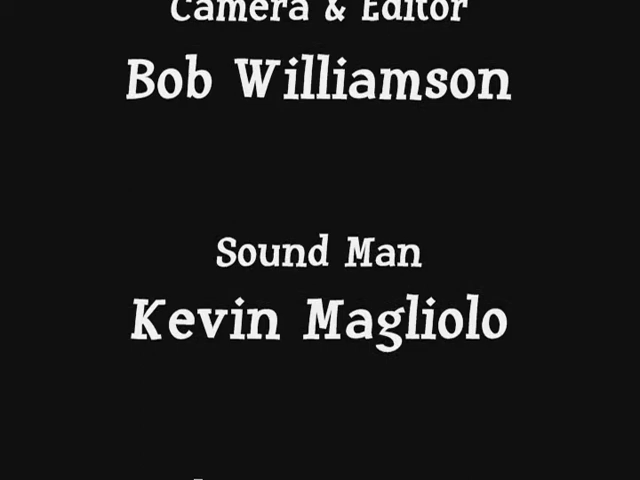 Camera & Editor
Bob Williamson
Sound Man
Kevin Magliolo